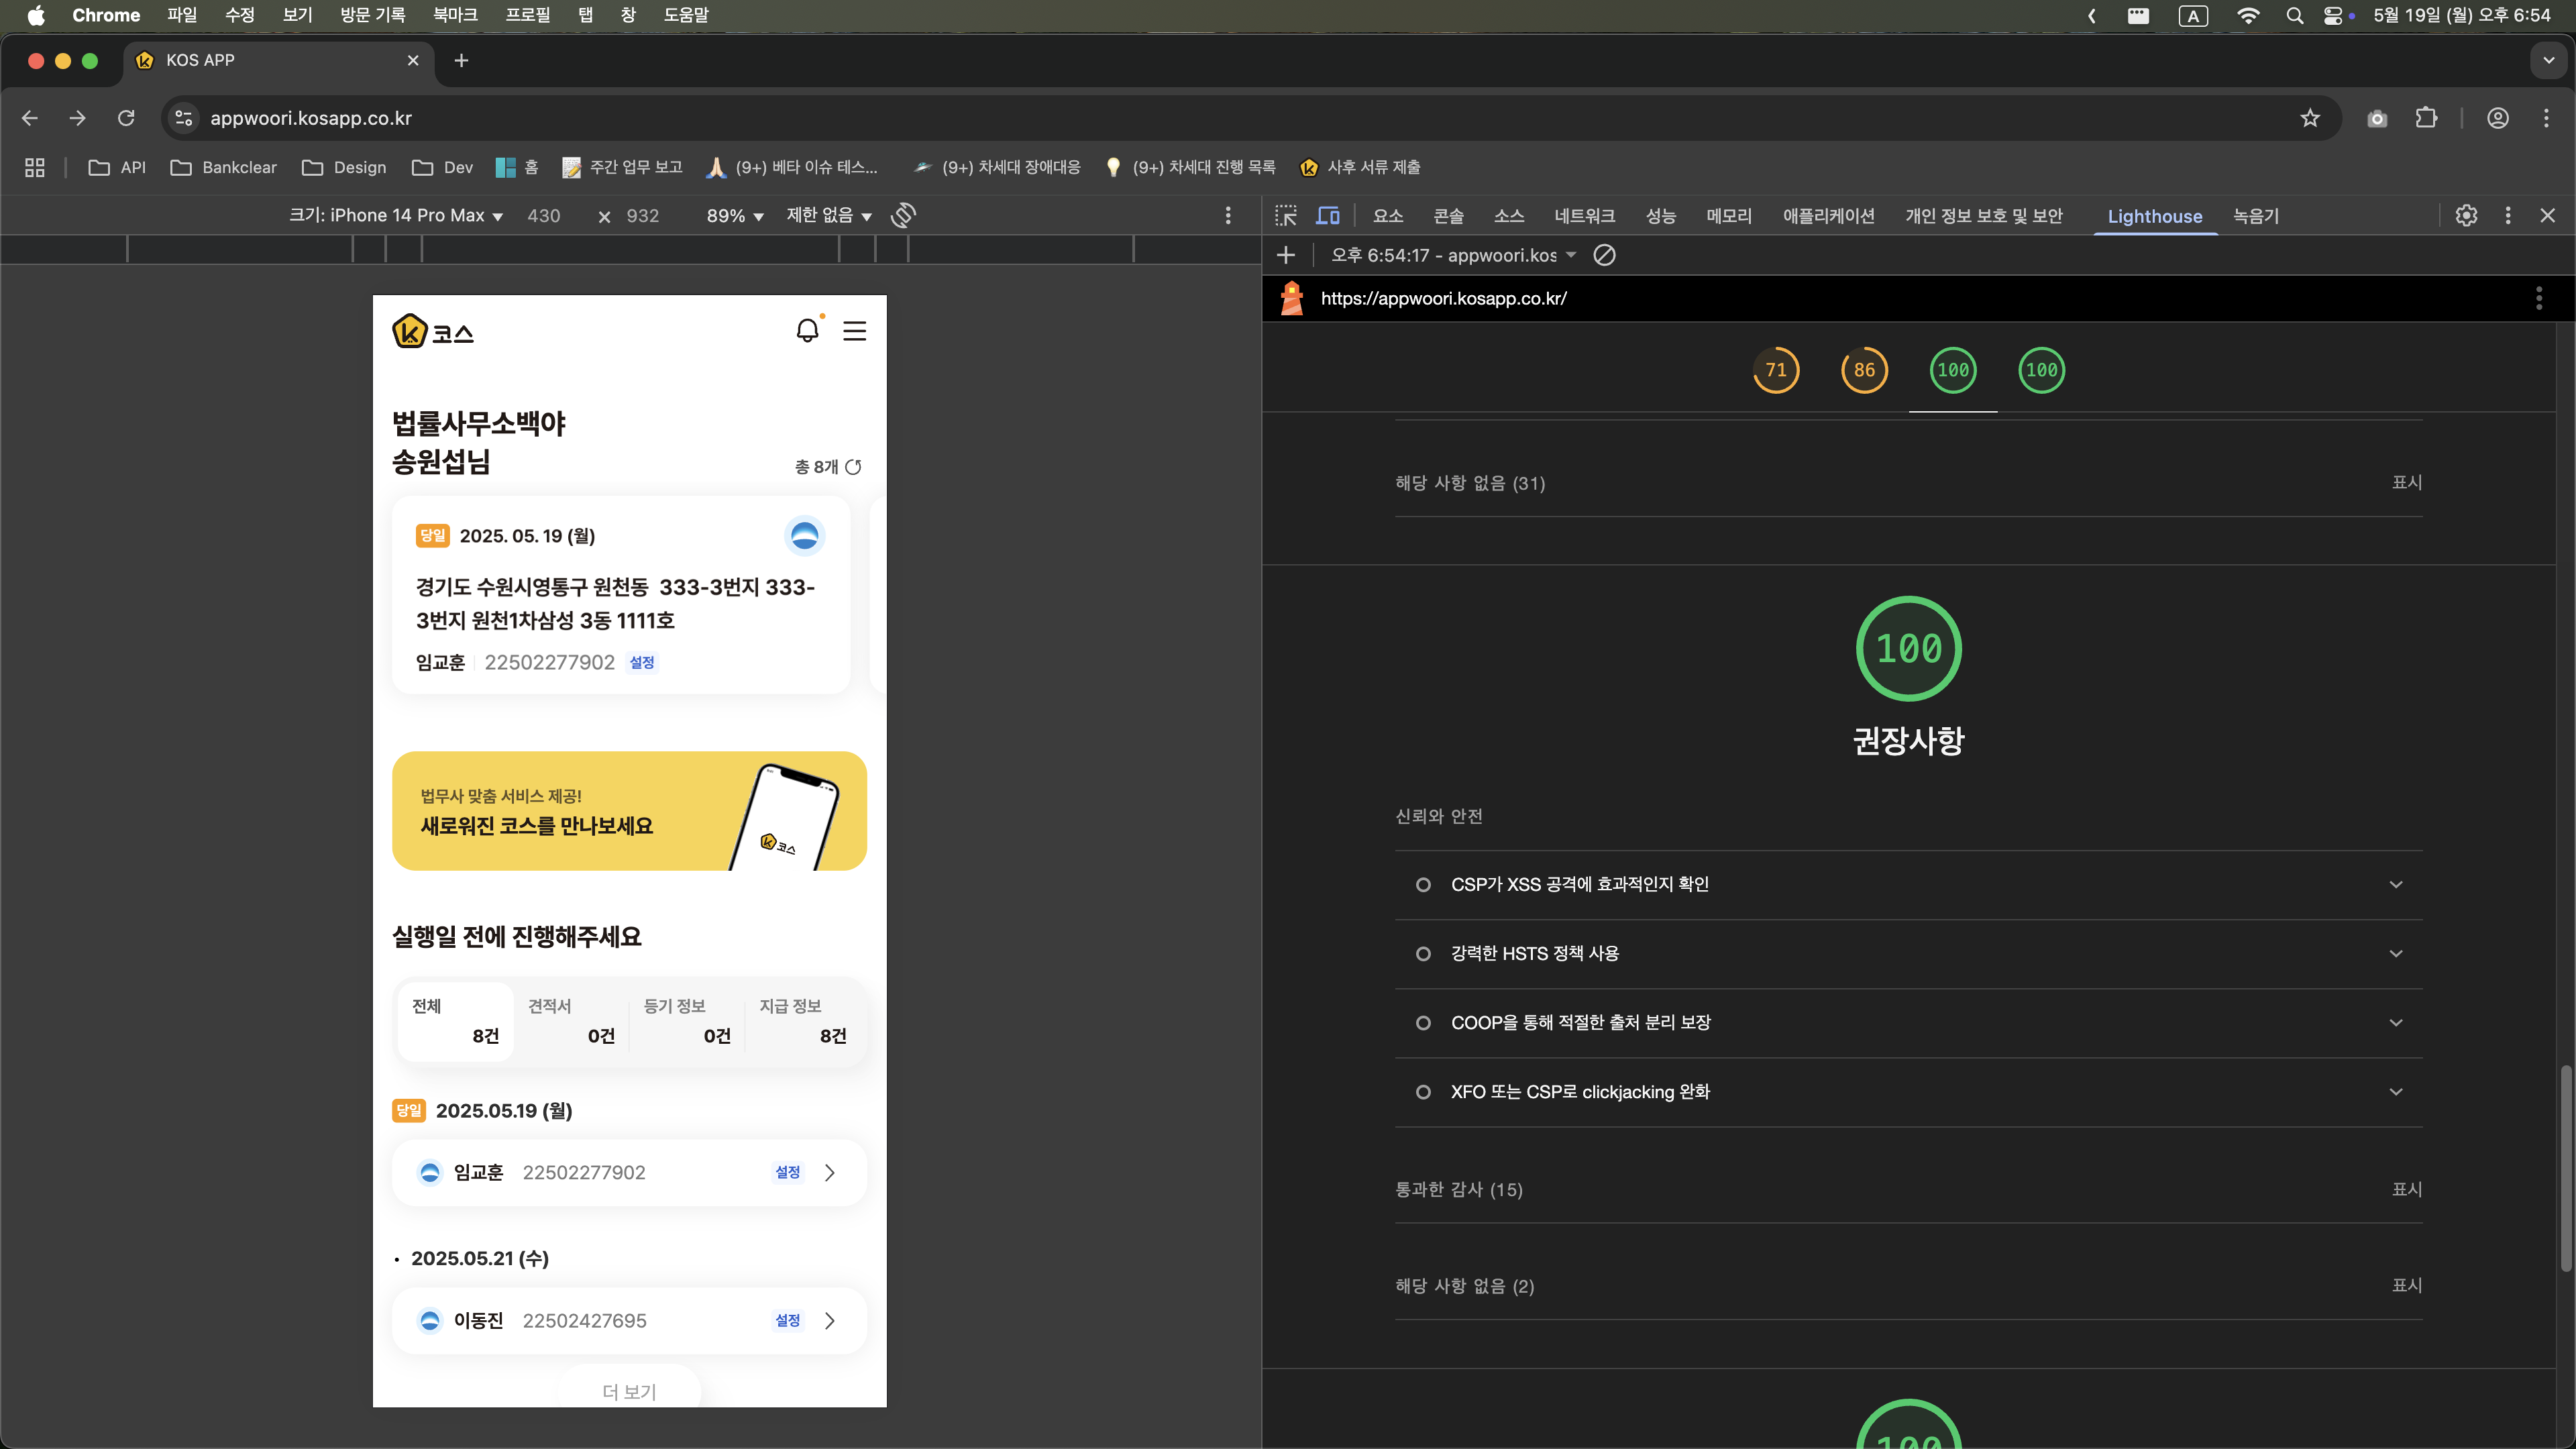 Chrome 파일 수정 보기 방문 기록 북마크 프로필 탭 창 도움말 A 5월 19일 (월) 오후 6:54
KOS APP
appwoori.kosapp.co.kr
API Bankclear Design Dev 홈 주간 업무 보고 (9+) 베타 이슈 테스... (9+) 차세대 장애대응 (9+) 차세대 진행 목록 사후 서류 제출
크기: iPhone 14 Pro Max 430 × 932 89% 제한 없음
코스
법률사무소백야
송원섭님
총 8개
당일 2025. 05. 19 (월)
경기도 수원시영통구 원천동 333-3번지 333-
3번지 원천1차삼성 3동 1111호
임교훈 22502277902 설정
법무사 맞춤 서비스 제공!
새로워진 코스를 만나보세요
코스
실행일 전에 진행해주세요
전체 견적서 등기 정보 지급 정보
8건 0건 0건 8건
당일 2025.05.19 (월)
임교훈 22502277902 설정
• 2025.05.21 (수)
이동진 22502427695 설정
더 보기
요소 콘솔 소스 네트워크 성능 메모리 애플리케이션 개인 정보 보호 및 보안 Lighthouse 녹음기
오후 6:54:17 - appwoori.kos
https://appwoori.kosapp.co.kr/
71 86 100 100
해당 사항 없음 (31) 표시
100
권장사항
신뢰와 안전
CSP가 XSS 공격에 효과적인지 확인
강력한 HSTS 정책 사용
COOP을 통해 적절한 출처 분리 보장
XFO 또는 CSP로 clickjacking 완화
통과한 감사 (15) 표시
해당 사항 없음 (2) 표시
100